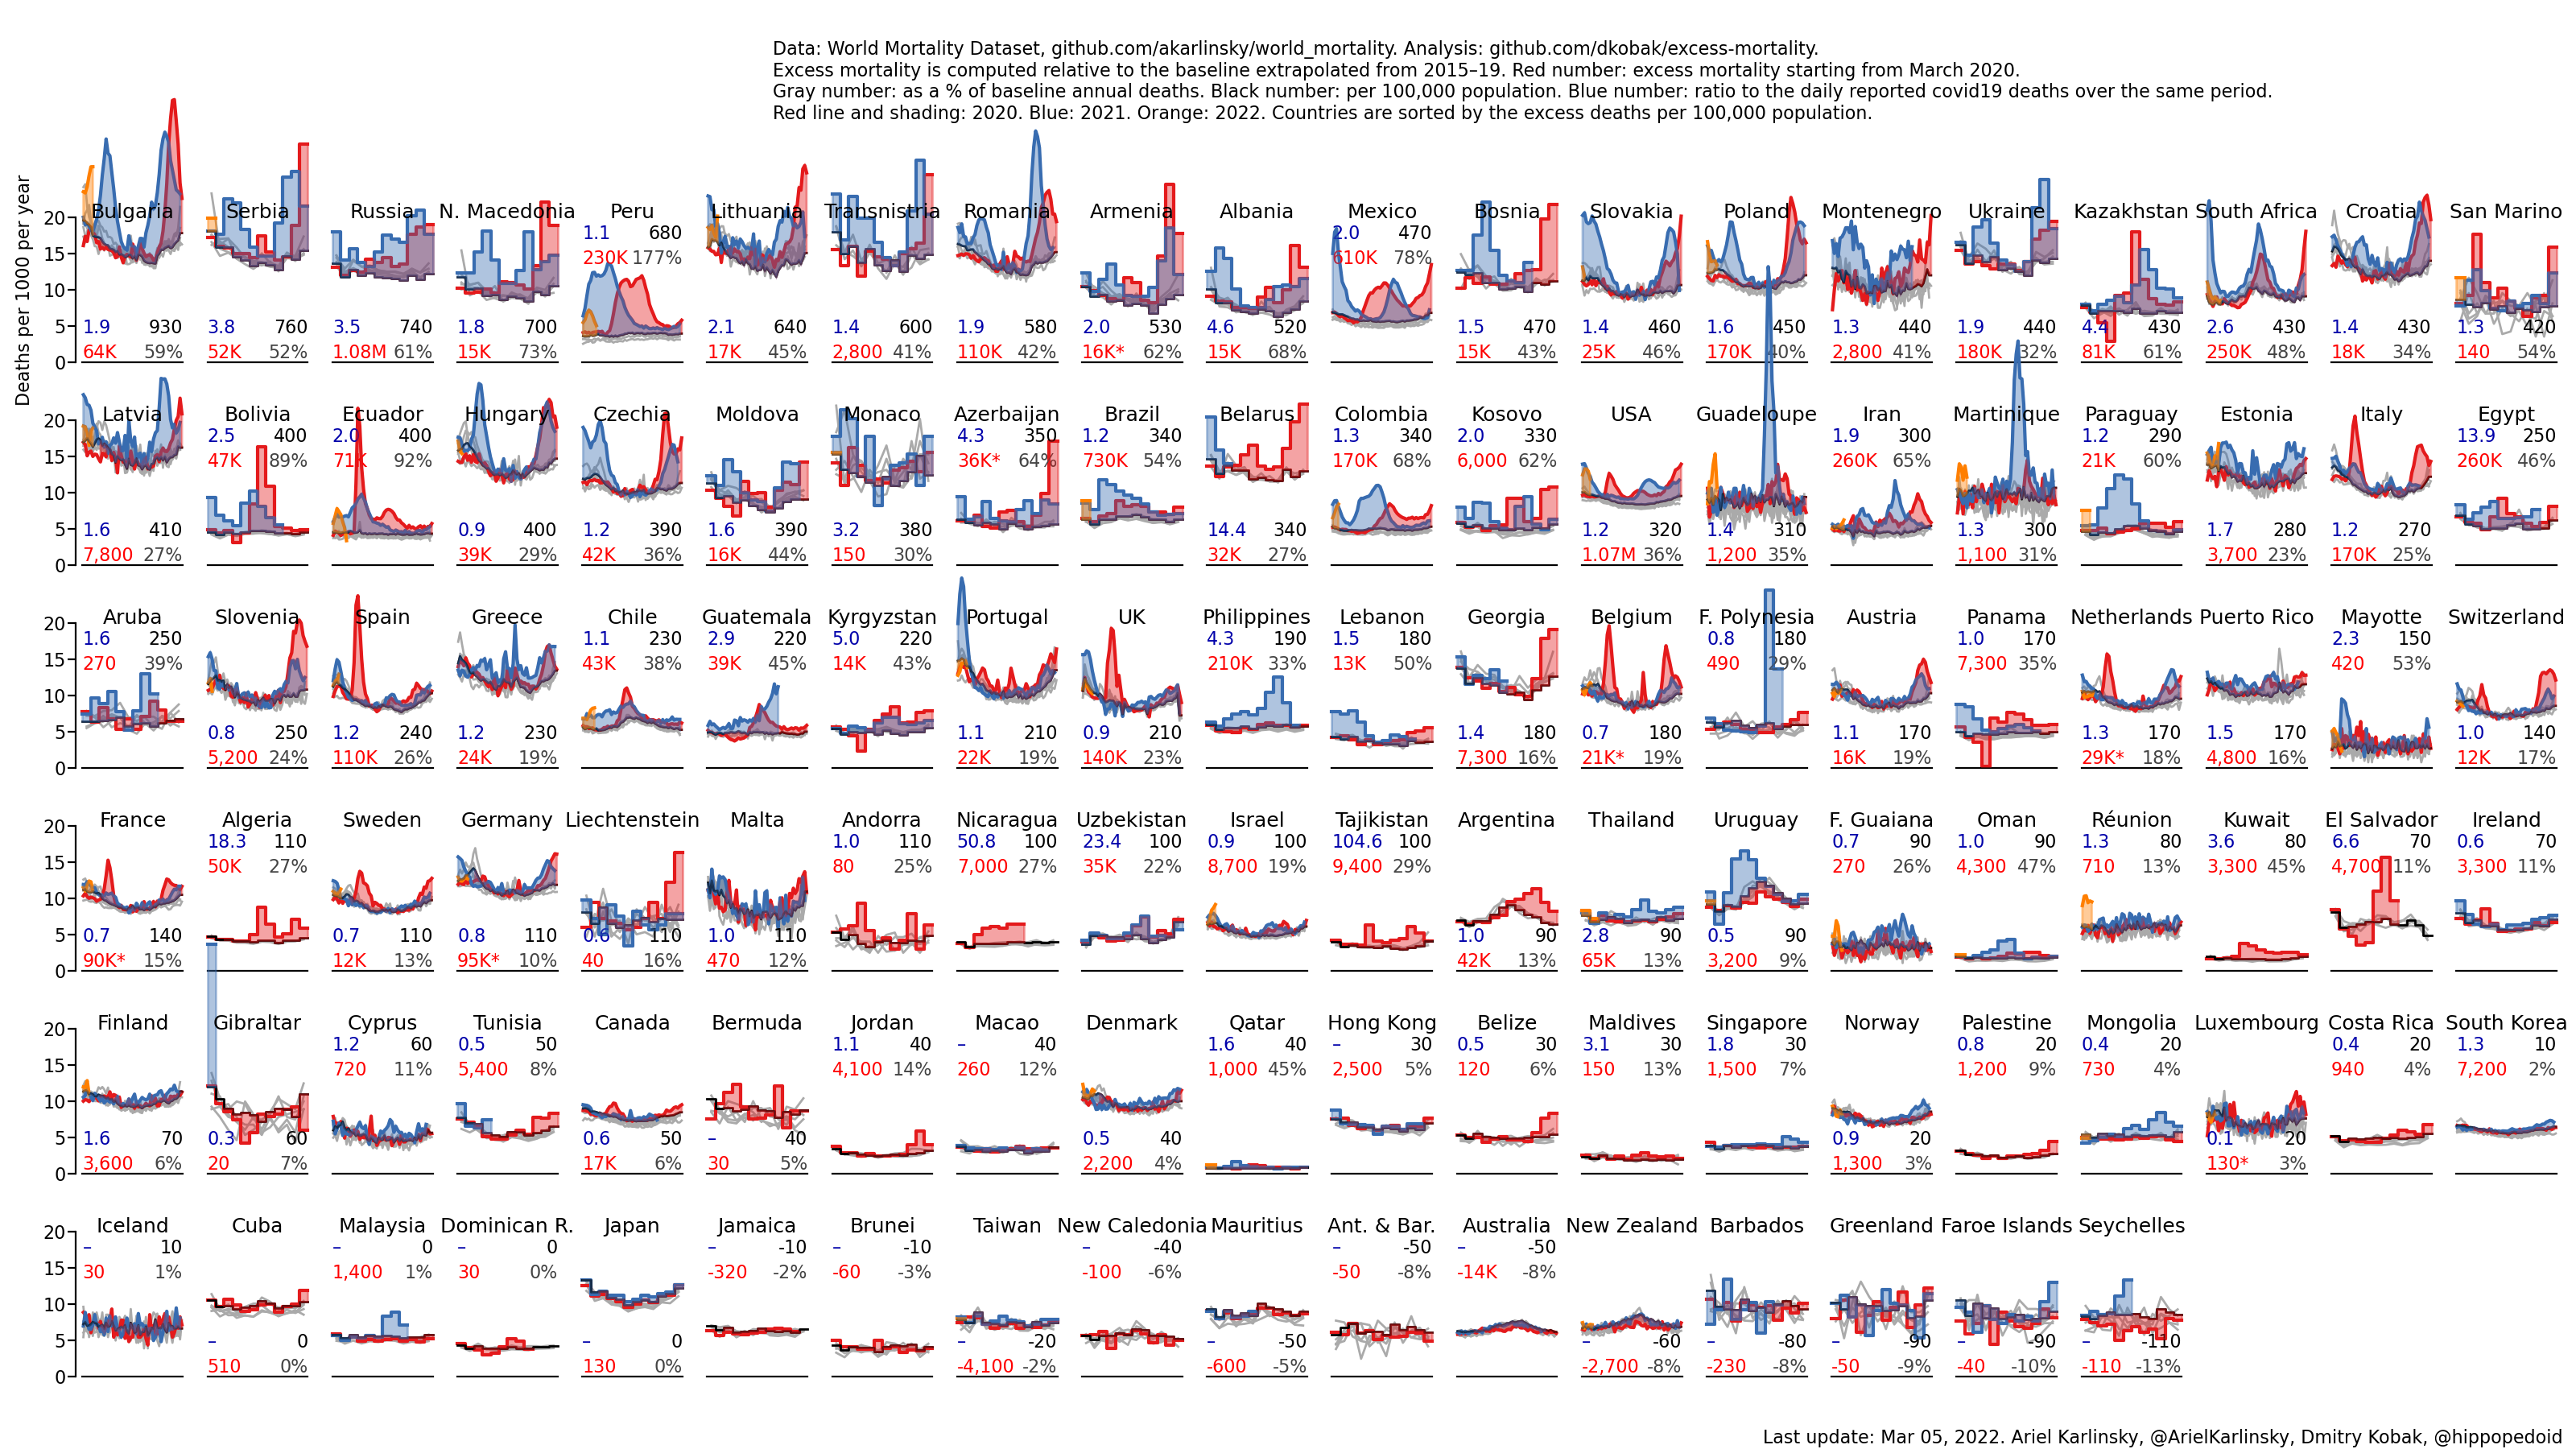 Data: World Mortality Dataset, github.com/akarlinsky/world_mortality. Analysis: github.com/dkobak/excess-mortality.
Excess mortality is computed relative to the baseline extrapolated from 2015–19. Red number: excess mortality starting from March 2020.
Gray number: as a % of baseline annual deaths. Black number: per 100,000 population. Blue number: ratio to the daily reported covid19 deaths over the same period.
Red line and shading: 2020. Blue: 2021. Orange: 2022. Countries are sorted by the excess deaths per 100,000 population.
Deaths per 1000 per year
20
15
10
5
0
Bulgaria
1.9 930
64K 59%
Serbia
3.8 760
52K 52%
Russia
3.5 740
1.08M 61%
N. Macedonia
1.8 700
15K 73%
Peru
1.1 680
230K 177%
Lithuania
2.1 640
17K 45%
Transnistria
1.4 600
2,800 41%
Romania
1.9 580
110K 42%
Armenia
2.0 530
16K* 62%
Albania
4.6 520
15K 68%
Mexico
2.0 470
610K 78%
Bosnia
1.5 470
15K 43%
Slovakia
1.4 460
25K 46%
Poland
1.6 450
170K 40%
Montenegro
1.3 440
2,800 41%
Ukraine
1.9 440
180K 32%
Kazakhstan
4.4 430
81K 61%
South Africa
2.6 430
250K 48%
Croatia
1.4 430
18K 34%
San Marino
1.3 420
140 54%
20
15
10
5
0
Latvia
1.6 410
7,800 27%
Bolivia
2.5 400
47K 89%
Ecuador
2.0 400
71K 92%
Hungary
0.9 400
39K 29%
Czechia
1.2 390
42K 36%
Moldova
1.6 390
16K 44%
Monaco
3.2 380
150 30%
Azerbaijan
4.3 350
36K* 64%
Brazil
1.2 340
730K 54%
Belarus
14.4 340
32K 27%
Colombia
1.3 340
170K 68%
Kosovo
2.0 330
6,000 62%
USA
1.2 320
1.07M 36%
Guadeloupe
1.4 310
1,200 35%
Iran
1.9 300
260K 65%
Martinique
1.3 300
1,100 31%
Paraguay
1.2 290
21K 60%
Estonia
1.7 280
3,700 23%
Italy
1.2 270
170K 25%
Egypt
13.9 250
260K 46%
20
15
10
5
0
Aruba
1.6 250
270 39%
Slovenia
0.8 250
5,200 24%
Spain
1.2 240
110K 26%
Greece
1.2 230
24K 19%
Chile
1.1 230
43K 38%
Guatemala
2.9 220
39K 45%
Kyrgyzstan
5.0 220
14K 43%
Portugal
1.1 210
22K 19%
UK
0.9 210
140K 23%
Philippines
4.3 190
210K 33%
Lebanon
1.5 180
13K 50%
Georgia
1.4 180
7,300 16%
Belgium
0.7 180
21K* 19%
F. Polynesia
0.8 180
490 29%
Austria
1.1 170
16K 19%
Panama
1.0 170
7,300 35%
Netherlands
1.3 170
29K* 18%
Puerto Rico
1.5 170
4,800 16%
Mayotte
2.3 150
420 53%
Switzerland
1.0 140
12K 17%
20
15
10
5
0
France
0.7 140
90K* 15%
Algeria
18.3 110
50K 27%
Sweden
0.7 110
12K 13%
Germany
0.8 110
95K* 10%
Liechtenstein
0.6 110
40 16%
Malta
1.0 110
470 12%
Andorra
1.0 110
80 25%
Nicaragua
50.8 100
7,000 27%
Uzbekistan
23.4 100
35K 22%
Israel
0.9 100
8,700 19%
Tajikistan
104.6 100
9,400 29%
Argentina
1.0 90
42K 13%
Thailand
2.8 90
65K 13%
Uruguay
0.5 90
3,200 9%
F. Guaiana
0.7 90
270 26%
Oman
1.0 90
4,300 47%
Réunion
1.3 80
710 13%
Kuwait
3.6 80
3,300 45%
El Salvador
6.6 70
4,700 11%
Ireland
0.6 70
3,300 11%
20
15
10
5
0
Finland
1.6 70
3,600 6%
Gibraltar
0.3 60
20 7%
Cyprus
1.2 60
720 11%
Tunisia
0.5 50
5,400 8%
Canada
0.6 50
17K 6%
Bermuda
– 40
30 5%
Jordan
1.1 40
4,100 14%
Macao
– 40
260 12%
Denmark
0.5 40
2,200 4%
Qatar
1.6 40
1,000 45%
Hong Kong
– 30
2,500 5%
Belize
0.5 30
120 6%
Maldives
3.1 30
150 13%
Singapore
1.8 30
1,500 7%
Norway
0.9 20
1,300 3%
Palestine
0.8 20
1,200 9%
Mongolia
0.4 20
730 4%
Luxembourg
0.1 20
130* 3%
Costa Rica
0.4 20
940 4%
South Korea
1.3 10
7,200 2%
20
15
10
5
0
Iceland
– 10
30 1%
Cuba
– 0
510 0%
Malaysia
– 0
1,400 1%
Dominican R.
– 0
30 0%
Japan
– 0
130 0%
Jamaica
– -10
-320 -2%
Brunei
– -10
-60 -3%
Taiwan
– -20
-4,100 -2%
New Caledonia
– -40
-100 -6%
Mauritius
– -50
-600 -5%
Ant. & Bar.
– -50
-50 -8%
Australia
– -50
-14K -8%
New Zealand
– -60
-2,700 -8%
Barbados
– -80
-230 -8%
Greenland
– -90
-50 -9%
Faroe Islands
– -90
-40 -10%
Seychelles
– -110
-110 -13%
Last update: Mar 05, 2022. Ariel Karlinsky, @ArielKarlinsky, Dmitry Kobak, @hippopedoid